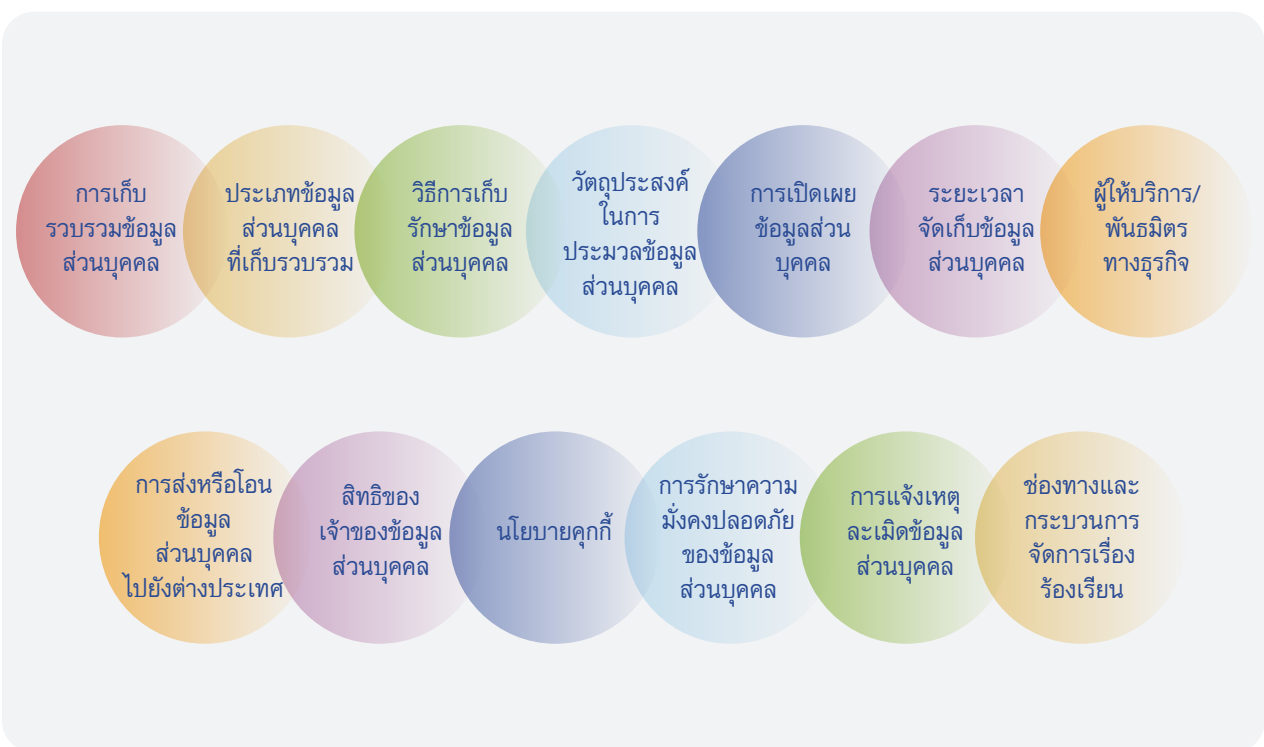 การเก็บ
รวบรวมข้อมูล
ส่วนบุคคล
ประเภทข้อมูล
ส่วนบุคคล
ที่เก็บรวบรวม
วิธีการเก็บ
รักษาข้อมูล
ส่วนบุคคล
วัตถุประสงค์
ในการ
ประมวลข้อมูล
ส่วนบุคคล
การเปิดเผย
ข้อมูลส่วน
บุคคล
ระยะเวลา
จัดเก็บข้อมูล
ส่วนบุคคล
ผู้ให้บริการ/
พันธมิตร
ทางธุรกิจ
การส่งหรือโอน
ข้อมูล
ส่วนบุคคล
ไปยังต่างประเทศ
สิทธิของ
เจ้าของข้อมูล
ส่วนบุคคล
นโยบายคุกกี้
การรักษาความ
มั่งคงปลอดภัย
ของข้อมูล
ส่วนบุคคล
การแจ้งเหตุ
ละเมิดข้อมูล
ส่วนบุคคล
ช่องทางและ
กระบวนการ
จัดการเรื่อง
ร้องเรียน